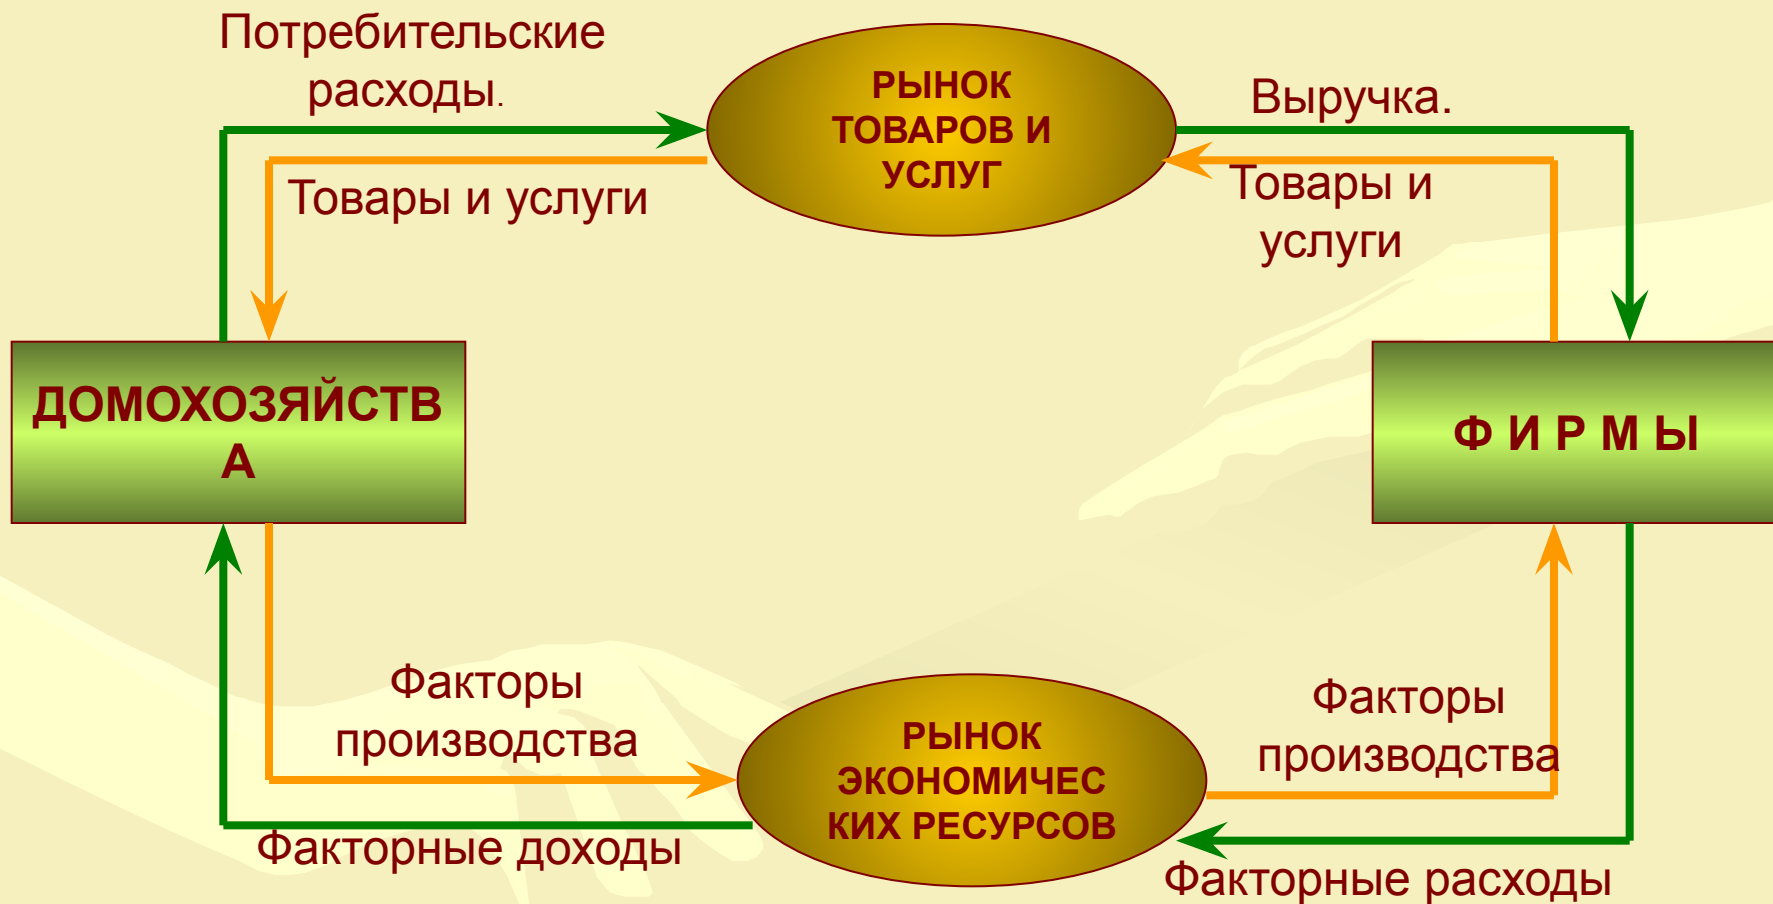 Потребительские
расходы.
РЫНОК
ТОВАРОВ И
УСЛУГ
Выручка.
Товары и услуги
Товары и
услуги
ДОМОХОЗЯЙСТВ
А
Ф И Р М Ы
Факторы
производства
РЫНОК
ЭКОНОМИЧЕС
КИХ РЕСУРСОВ
Факторы
производства
Факторные доходы
Факторные расходы